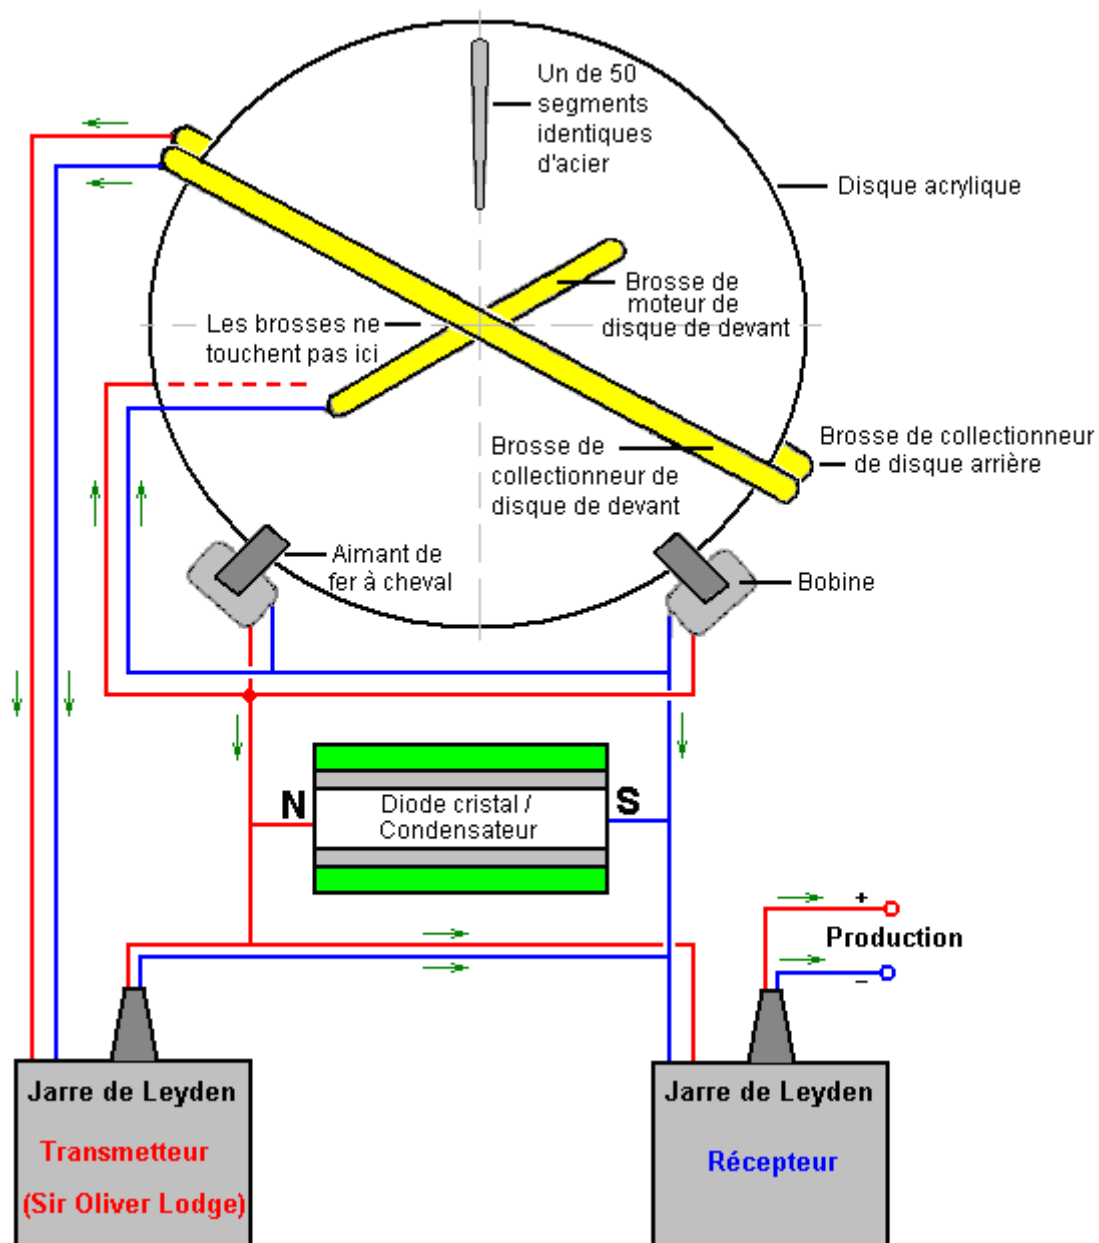 Un de 50
segments
identiques
d'acier
Disque acrylique
Brosse de
moteur de
disque de devant
Les brosses ne
touchent pas ici
Brosse de
collectionneur de
disque de devant
Brosse de collectionneur
de disque arrière
Aimant de
fer à cheval
Bobine
N
Diode cristal /
Condensateur
S
+
Production
–
Jarre de Leyden
Transmetteur
(Sir Oliver Lodge)
Jarre de Leyden
Récepteur